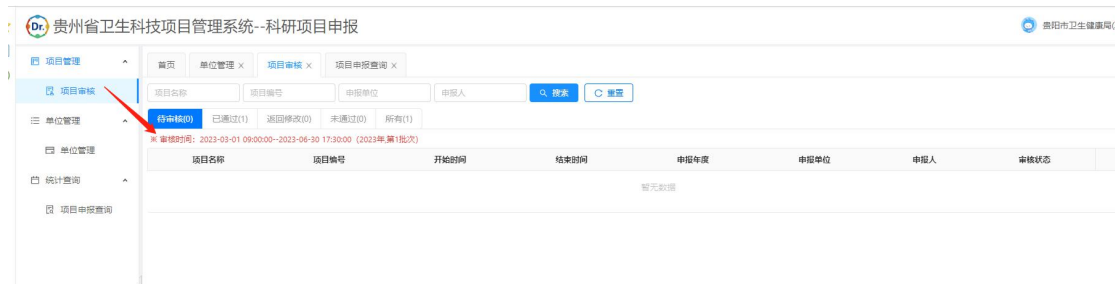 Dr.
贵州省卫生科技项目管理系统--科研项目申报
贵阳市卫生健康局(
项目管理
项目审核
单位管理
单位管理
统计查询
项目申报查询
首页 单位管理 × 项目审核 × 项目申报查询 ×
项目名称 项目编号 申报单位 申报人 搜索 重置
待审核(0) 已通过(1) 返回修改(0) 未通过(0) 所有(1)
※ 审核时间：2023-03-01 09:00:00--2023-06-30 17:30:00（2023年,第1批次）
项目名称 项目编号 开始时间 结束时间 申报年度 申报单位 申报人 审核状态
暂无数据